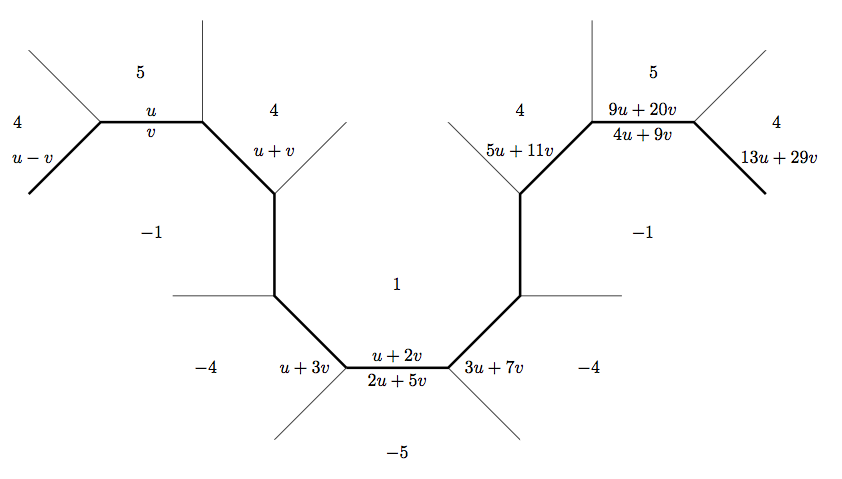 5
5
u
9u + 20v
4
4
4
4
v
4u + 9v
u − v
u + v
5u + 11v
13u + 29v
−1
−1
1
u + 2v
−4
u + 3v
3u + 7v
−4
2u + 5v
−5